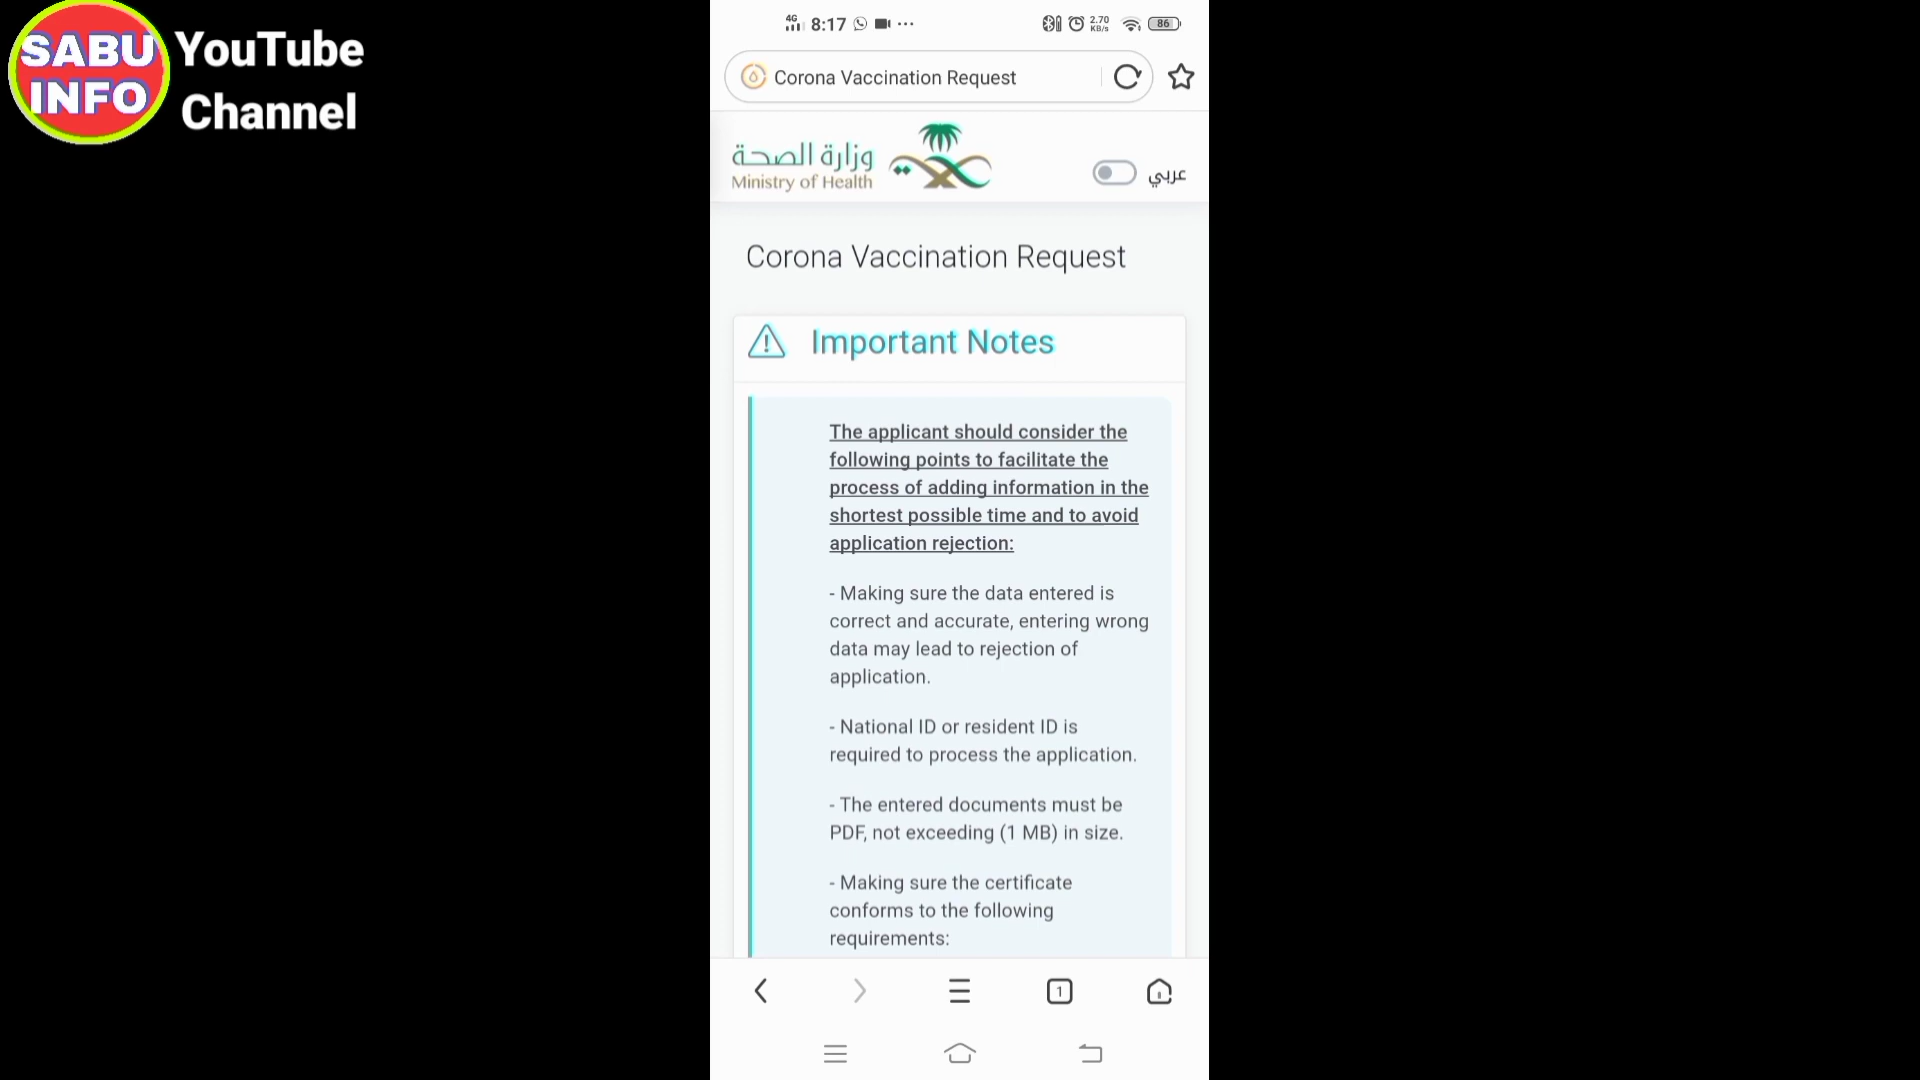 SABU
INFO
YouTube
Channel
4G
8:17
2.70
KB/s
86
Corona Vaccination Request
وزارة الصحة
Ministry of Health
عربي
Corona Vaccination Request
Important Notes
The applicant should consider the
following points to facilitate the
process of adding information in the
shortest possible time and to avoid
application rejection:
- Making sure the data entered is
correct and accurate, entering wrong
data may lead to rejection of
application.
- National ID or resident ID is
required to process the application.
- The entered documents must be
PDF, not exceeding (1 MB) in size.
- Making sure the certificate
conforms to the following
requirements:
1